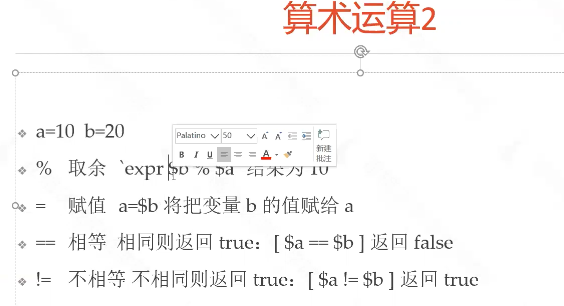 算术运算2
Palatino 50 A A
B I U A
新建
批注
a=10 b=20
% 取余 `expr $b % $a` 结果为 10
= 赋值 a=$b 将把变量 b 的值赋给 a
== 相等 相同则返回 true：[ $a == $b ] 返回 false
!= 不相等 不相同则返回 true：[ $a != $b ] 返回 true